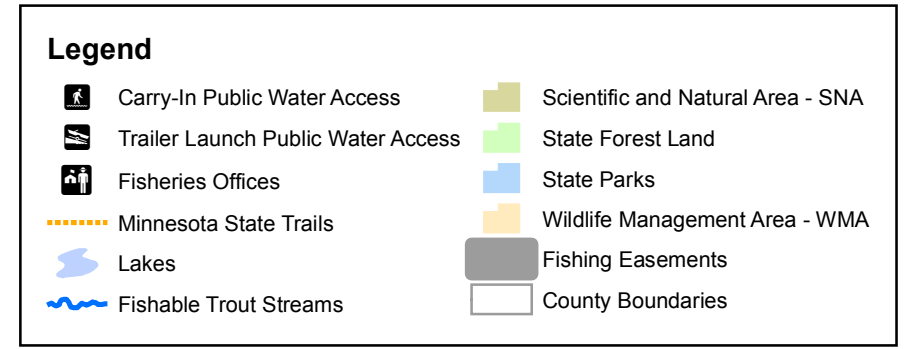 Legend
Carry-In Public Water Access
Trailer Launch Public Water Access
Fisheries Offices
Minnesota State Trails
Lakes
Fishable Trout Streams
Scientific and Natural Area - SNA
State Forest Land
State Parks
Wildlife Management Area - WMA
Fishing Easements
County Boundaries